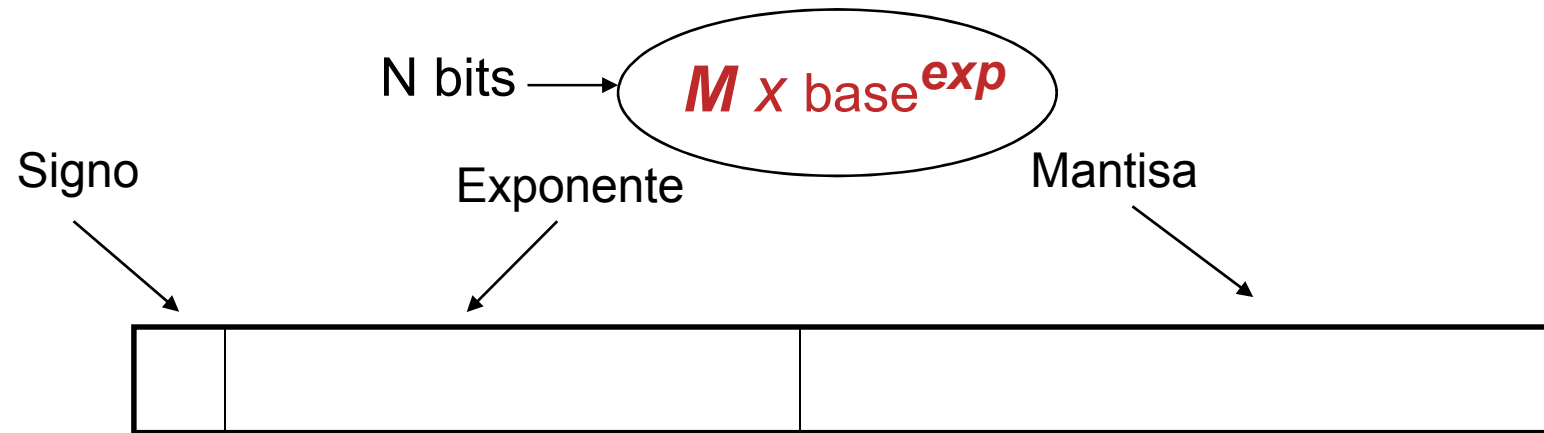 N bits
M x base^exp
Signo
Exponente
Mantisa